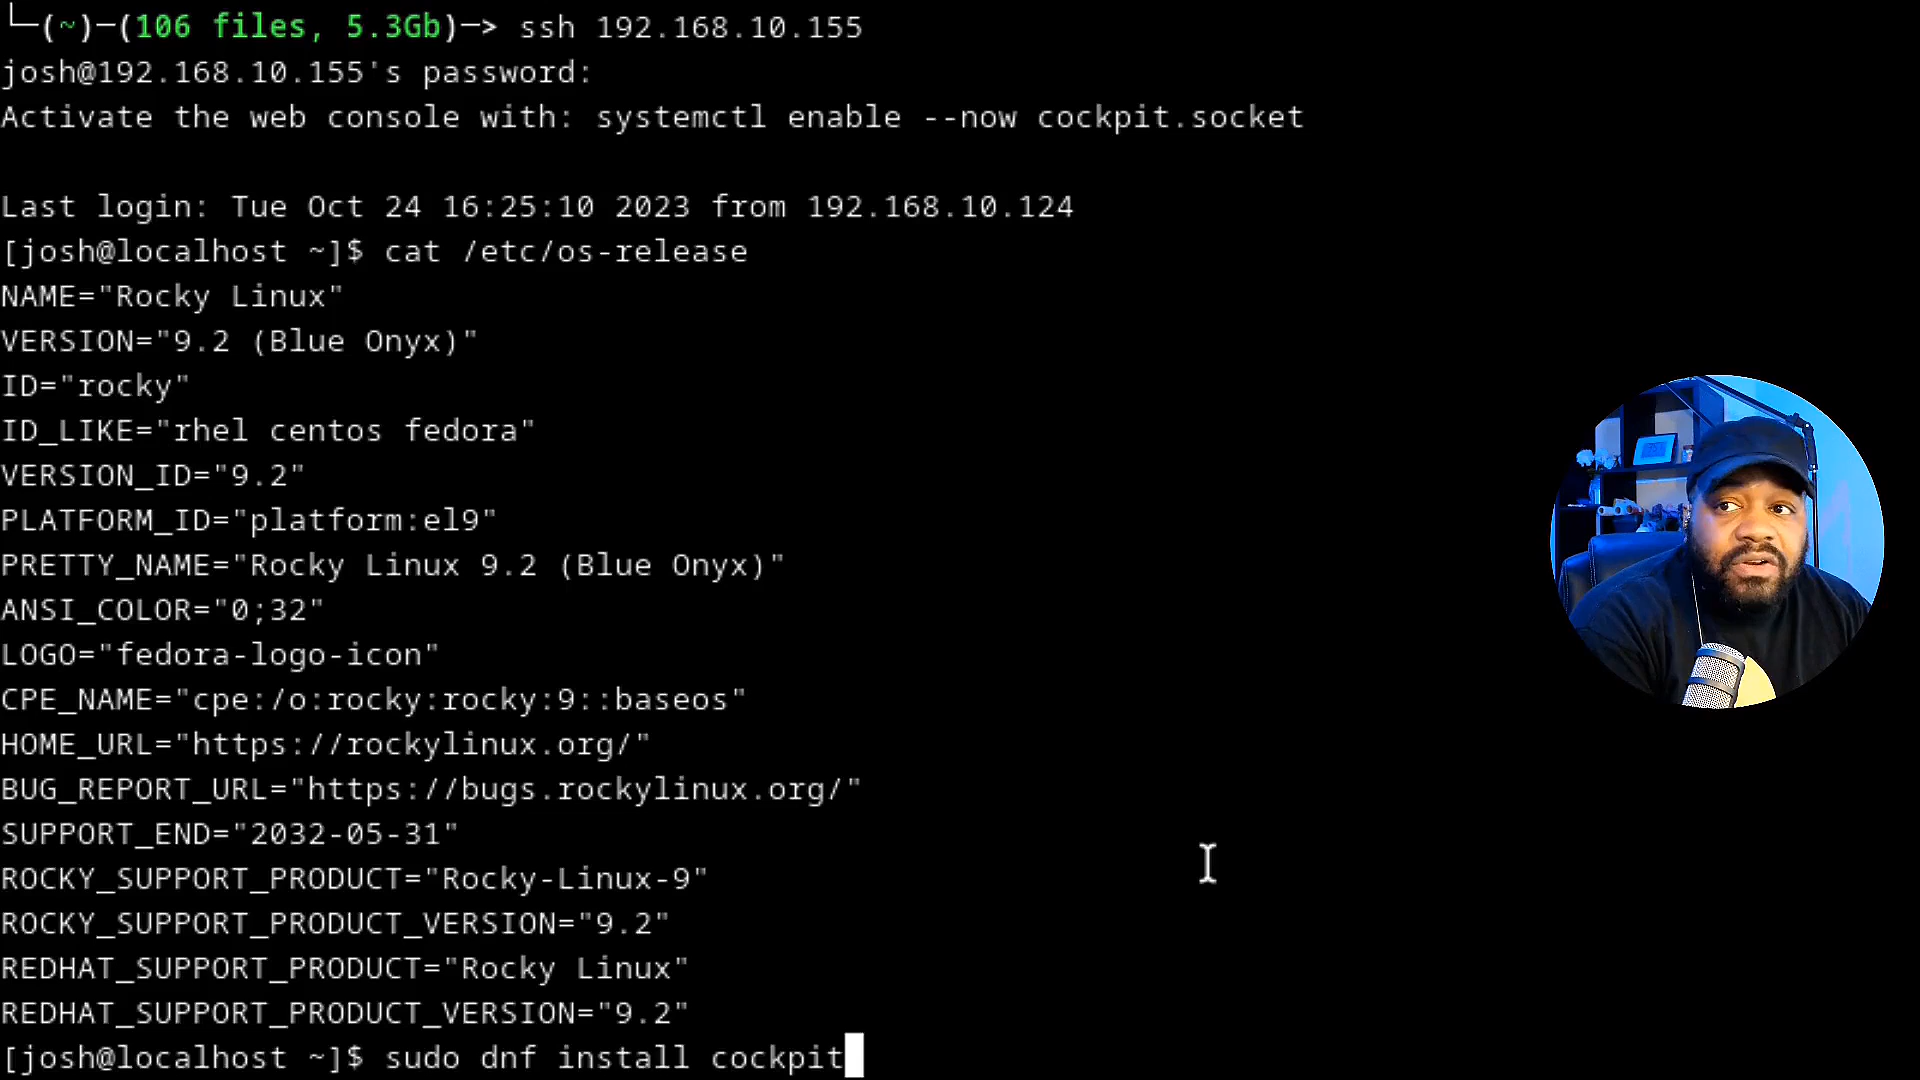 └─(~)─(106 files, 5.3Gb)─> ssh 192.168.10.155
josh@192.168.10.155's password:
Activate the web console with: systemctl enable --now cockpit.socket
Last login: Tue Oct 24 16:25:10 2023 from 192.168.10.124
[josh@localhost ~]$ cat /etc/os-release
NAME="Rocky Linux"
VERSION="9.2 (Blue Onyx)"
ID="rocky"
ID_LIKE="rhel centos fedora"
VERSION_ID="9.2"
PLATFORM_ID="platform:el9"
PRETTY_NAME="Rocky Linux 9.2 (Blue Onyx)"
ANSI_COLOR="0;32"
LOGO="fedora-logo-icon"
CPE_NAME="cpe:/o:rocky:rocky:9::baseos"
HOME_URL="https://rockylinux.org/"
BUG_REPORT_URL="https://bugs.rockylinux.org/"
SUPPORT_END="2032-05-31"
ROCKY_SUPPORT_PRODUCT="Rocky-Linux-9"
ROCKY_SUPPORT_PRODUCT_VERSION="9.2"
REDHAT_SUPPORT_PRODUCT="Rocky Linux"
REDHAT_SUPPORT_PRODUCT_VERSION="9.2"
[josh@localhost ~]$ sudo dnf install cockpit